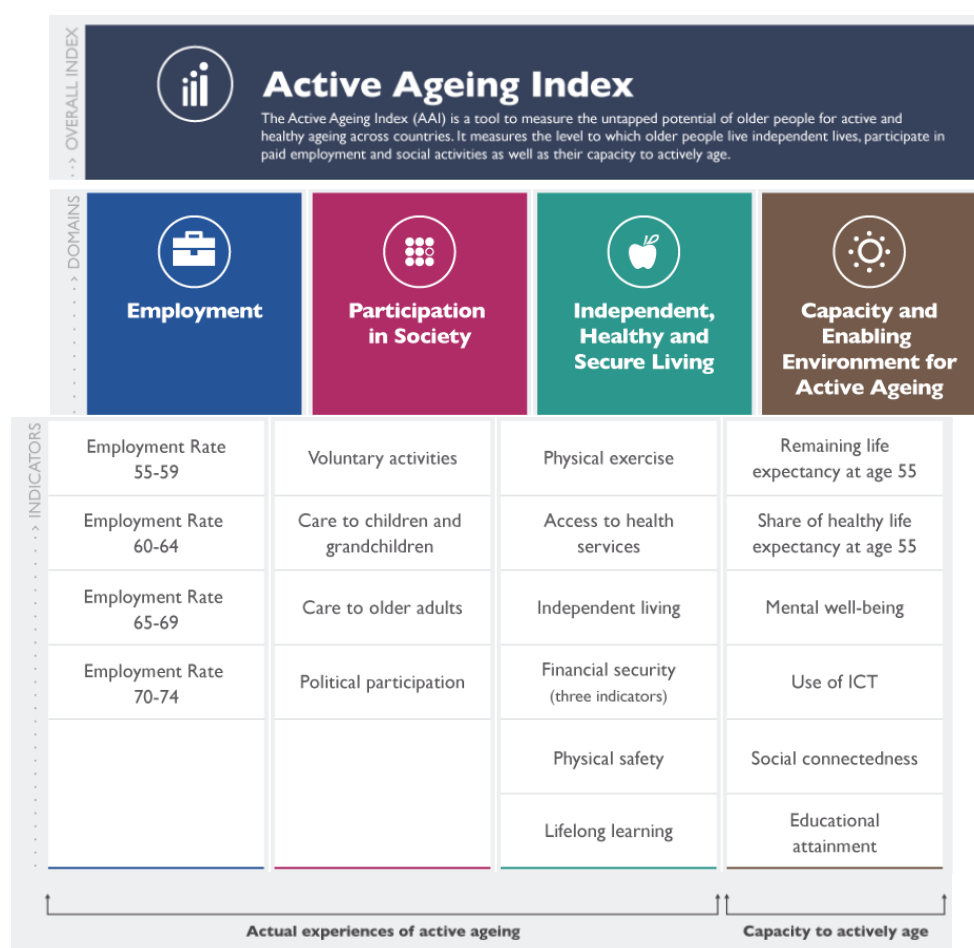 ··> OVERALL INDEX
Active Ageing Index
The Active Ageing Index (AAI) is a tool to measure the untapped potential of older people for active and
healthy ageing across countries. It measures the level to which older people live independent lives, participate in
paid employment and social activities as well as their capacity to actively age.
··> DOMAINS
Employment
Participation
in Society
Independent,
Healthy and
Secure Living
Capacity and
Enabling
Environment for
Active Ageing
··> INDICATORS
Employment Rate
55-59
Voluntary activities
Physical exercise
Remaining life
expectancy at age 55
Employment Rate
60-64
Care to children and
grandchildren
Access to health
services
Share of healthy life
expectancy at age 55
Employment Rate
65-69
Care to older adults
Independent living
Mental well-being
Employment Rate
70-74
Political participation
Financial security
(three indicators)
Use of ICT
Physical safety
Social connectedness
Lifelong learning
Educational
attainment
Actual experiences of active ageing
Capacity to actively age